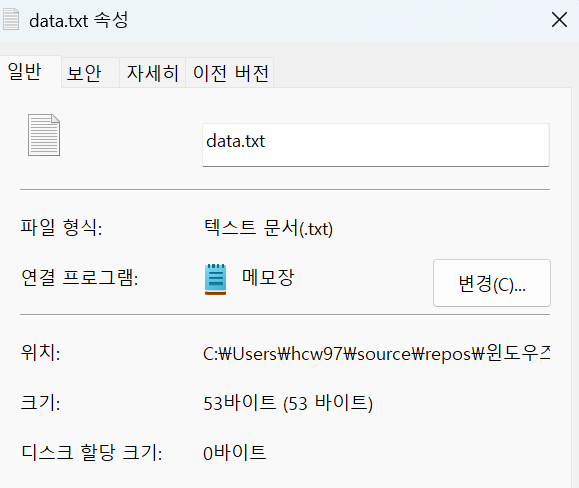 data.txt 속성
일반 보안 자세히 이전 버전
data.txt
파일 형식: 텍스트 문서(.txt)
연결 프로그램: 메모장 변경(C)...
위치: C:₩Users₩hcw97₩source₩repos₩윈도우즈
크기: 53바이트 (53 바이트)
디스크 할당 크기: 0바이트